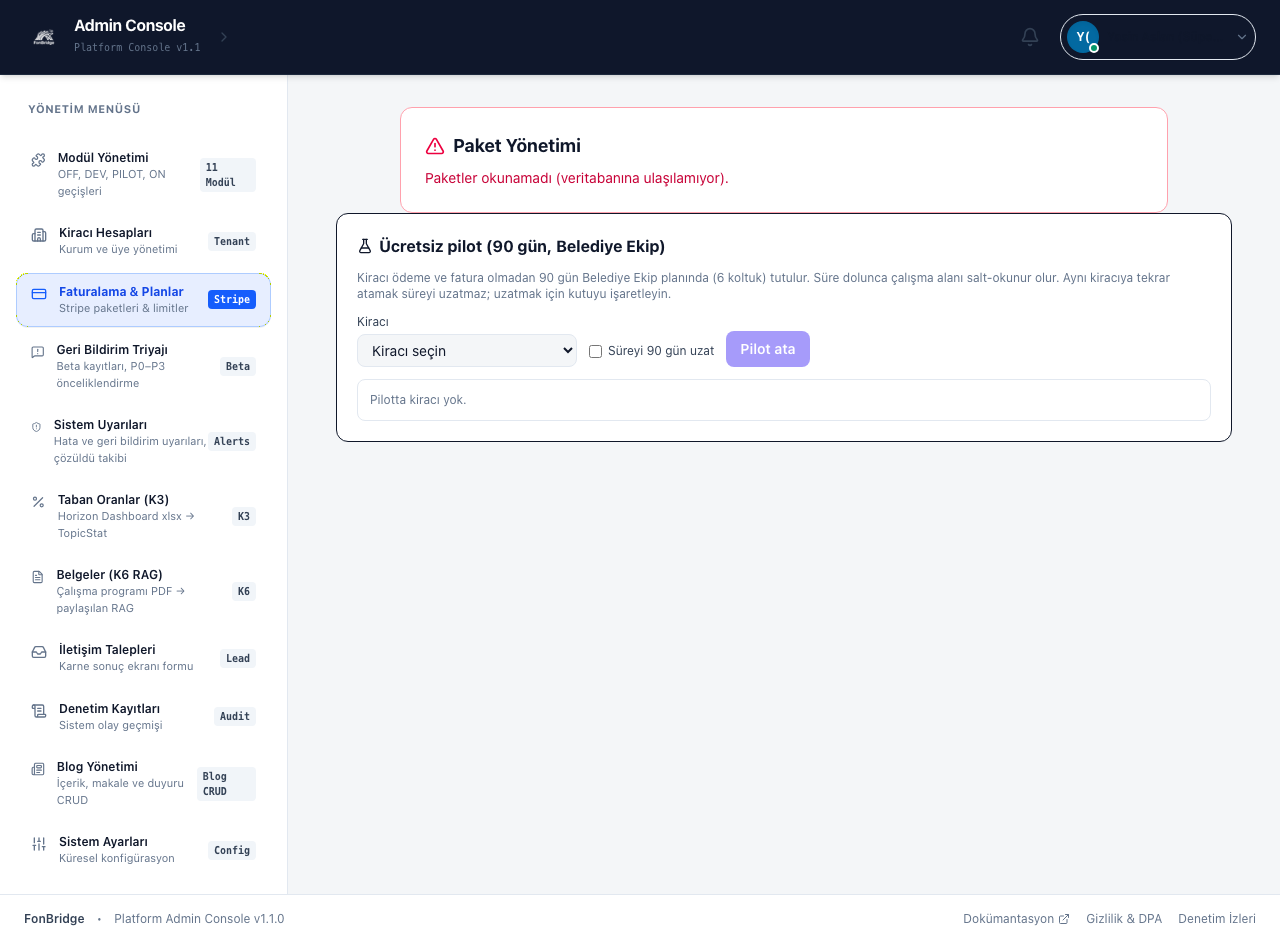 FonBridge
Admin Console
Platform Console v1.1
Y(
YÖNETİM MENÜSÜ
Modül Yönetimi
OFF, DEV, PILOT, ON
geçişleri
11
Modül
Kiracı Hesapları
Kurum ve üye yönetimi
Tenant
Faturalama & Planlar
Stripe paketleri & limitler
Stripe
Geri Bildirim Triyajı
Beta kayıtları, P0–P3
önceliklendirme
Beta
Sistem Uyarıları
Hata ve geri bildirim uyarıları,
çözüldü takibi
Alerts
Taban Oranlar (K3)
Horizon Dashboard xlsx →
TopicStat
K3
Belgeler (K6 RAG)
Çalışma programı PDF →
paylaşılan RAG
K6
İletişim Talepleri
Karne sonuç ekranı formu
Lead
Denetim Kayıtları
Sistem olay geçmişi
Audit
Blog Yönetimi
İçerik, makale ve duyuru
CRUD
Blog
CRUD
Sistem Ayarları
Küresel konfigürasyon
Config
Paket Yönetimi
Paketler okunamadı (veritabanına ulaşılamıyor).
Ücretsiz pilot (90 gün, Belediye Ekip)
Kiracı ödeme ve fatura olmadan 90 gün Belediye Ekip planında (6 koltuk) tutulur. Süre dolunca çalışma alanı salt-okunur olur. Aynı kiracıya tekrar
atamak süreyi uzatmaz; uzatmak için kutuyu işaretleyin.
Kiracı
Kiracı seçin
Süreyi 90 gün uzat
Pilot ata
Pilotta kiracı yok.
FonBridge • Platform Admin Console v1.1.0
Dokümantasyon
Gizlilik & DPA
Denetim İzleri